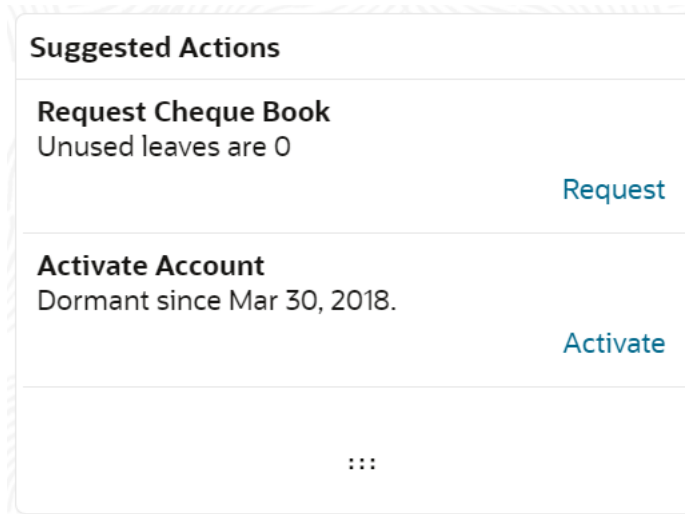 Suggested Actions
Request Cheque Book
Unused leaves are 0
Request
Activate Account
Dormant since Mar 30, 2018.
Activate